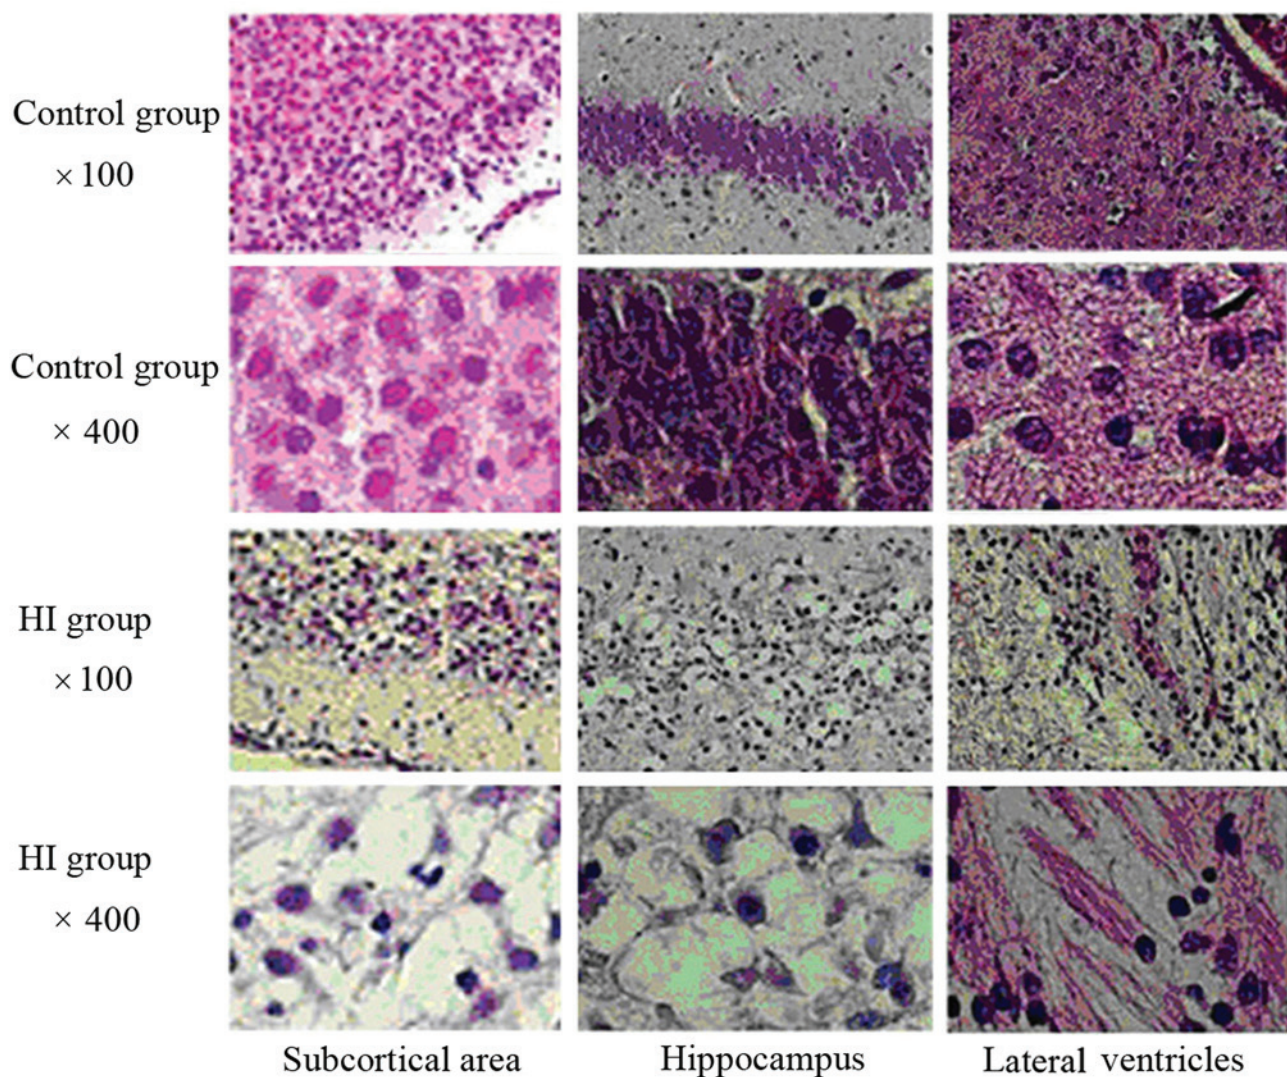 Control group
× 100
Control group
× 400
HI group
× 100
HI group
× 400
Subcortical area
Hippocampus
Lateral ventricles